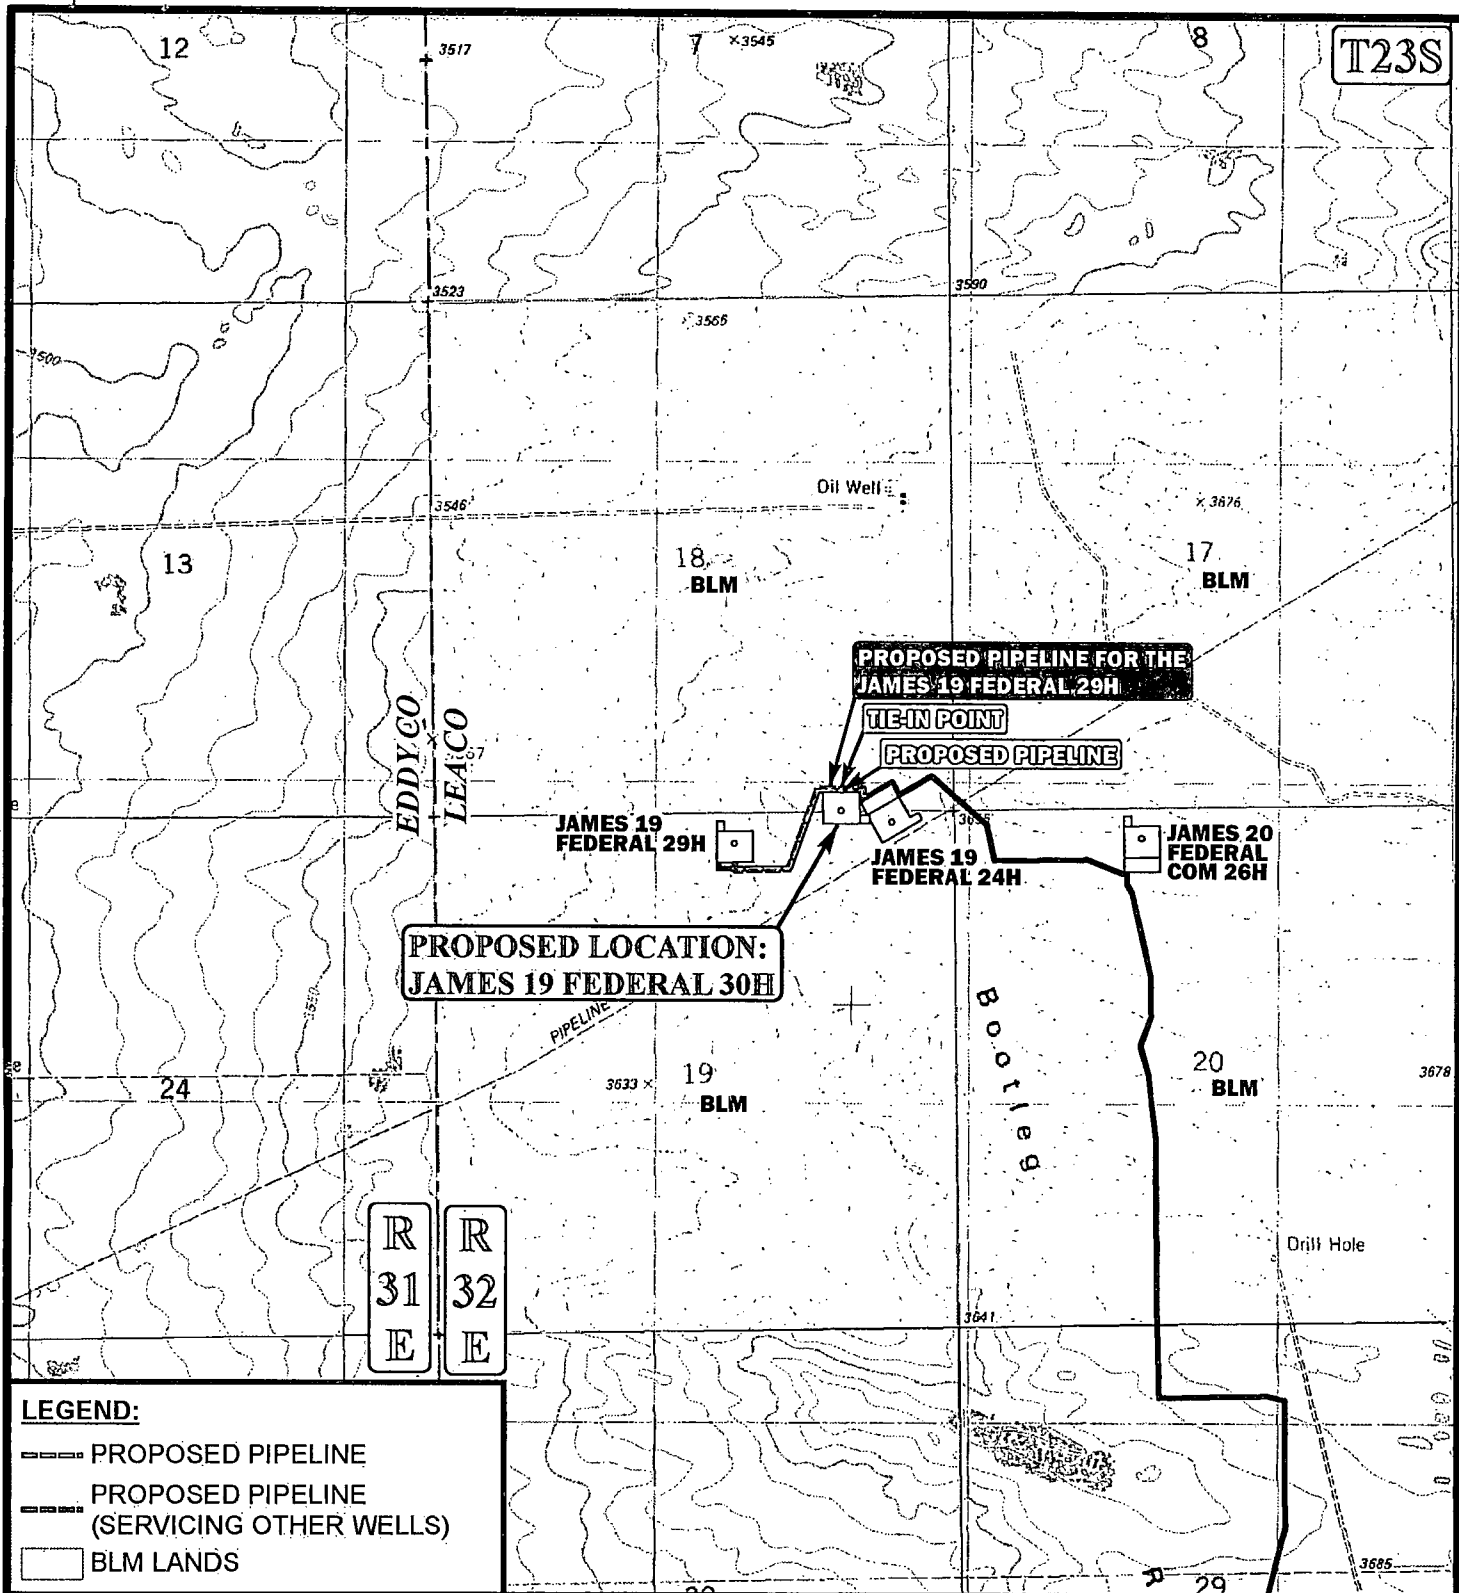 12
3517
7
3545
8
T23S
3523
3590
3566
3500
Oil Well
3546
3676
13
18
BLM
17
BLM
PROPOSED PIPELINE FOR THE
JAMES 19 FEDERAL 29H
TIE-IN POINT
PROPOSED PIPELINE
EDDY CO
LEA CO
JAMES 19
FEDERAL 29H
JAMES 19
FEDERAL 24H
JAMES 20
FEDERAL
COM 26H
PROPOSED LOCATION:
JAMES 19 FEDERAL 30H
PIPELINE
Bootleg
24
3633
19
BLM
20
BLM
3678
R
31
E
R
32
E
Drill Hole
3641
LEGEND:
PROPOSED PIPELINE
PROPOSED PIPELINE
(SERVICING OTHER WELLS)
BLM LANDS
R
29
3685